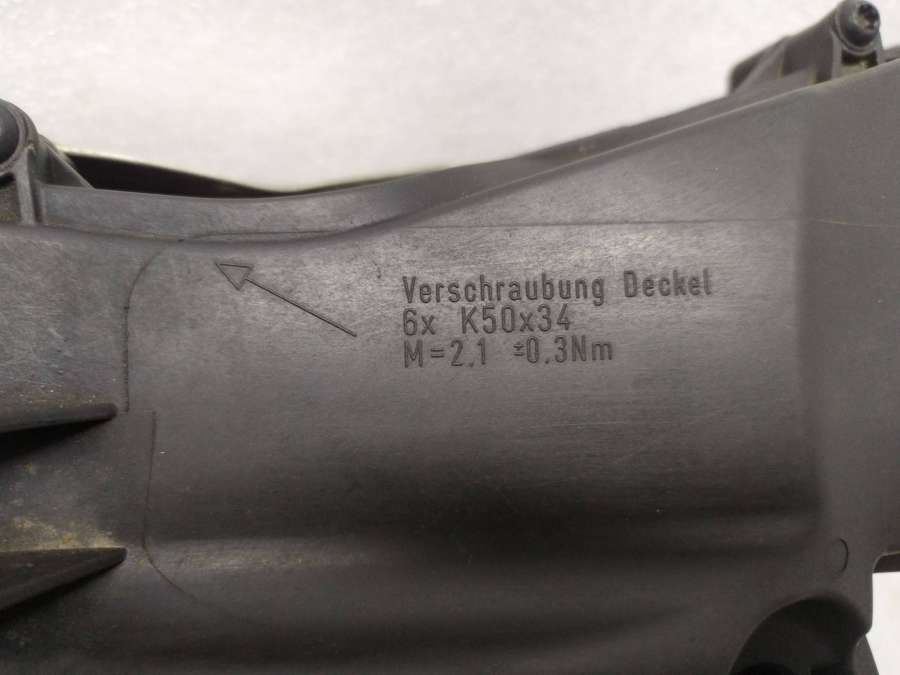 Verschraubung Deckel
6x K50x34
M=2.1 ±0.3Nm